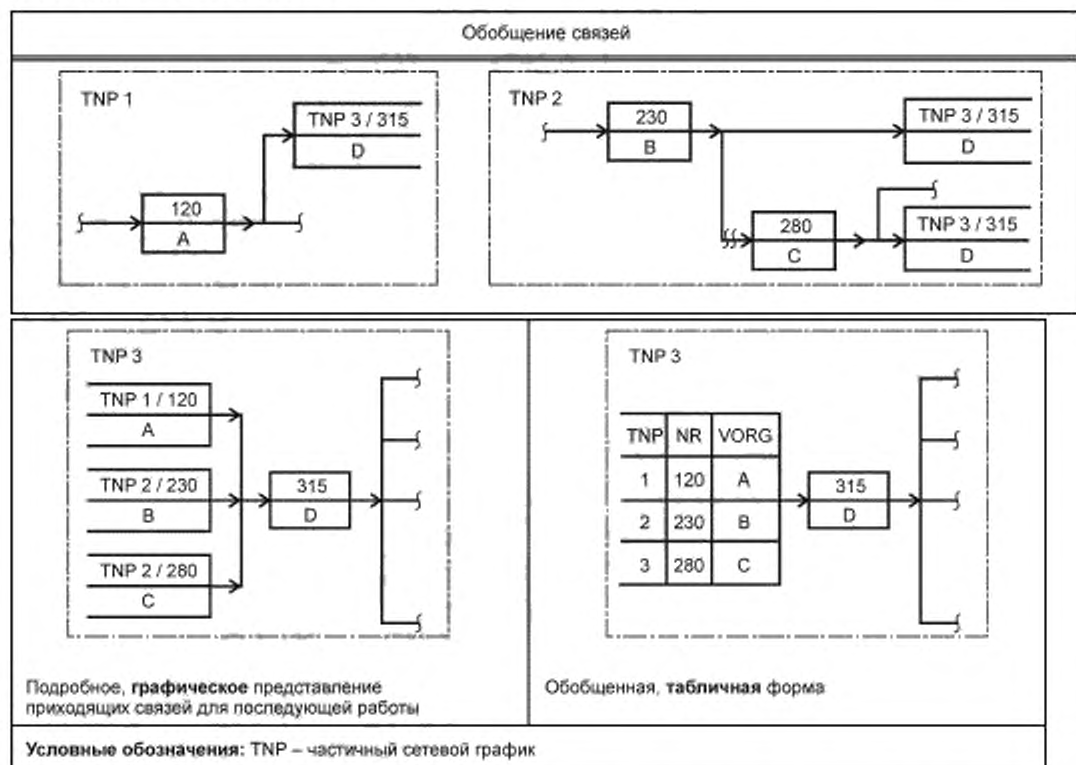 Обобщение связей
TNP 1
TNP 3 / 315
D
120
A
TNP 2
230
B
TNP 3 / 315
D
280
C
TNP 3 / 315
D
TNP 3
TNP 1 / 120
A
TNP 2 / 230
B
TNP 2 / 280
C
315
D
Подробное, графическое представление
приходящих связей для последующей работы
TNP 3
TNP NR VORG
1 120 A
2 230 B
3 280 C
315
D
Обобщенная, табличная форма
Условные обозначения: TNP – частичный сетевой график